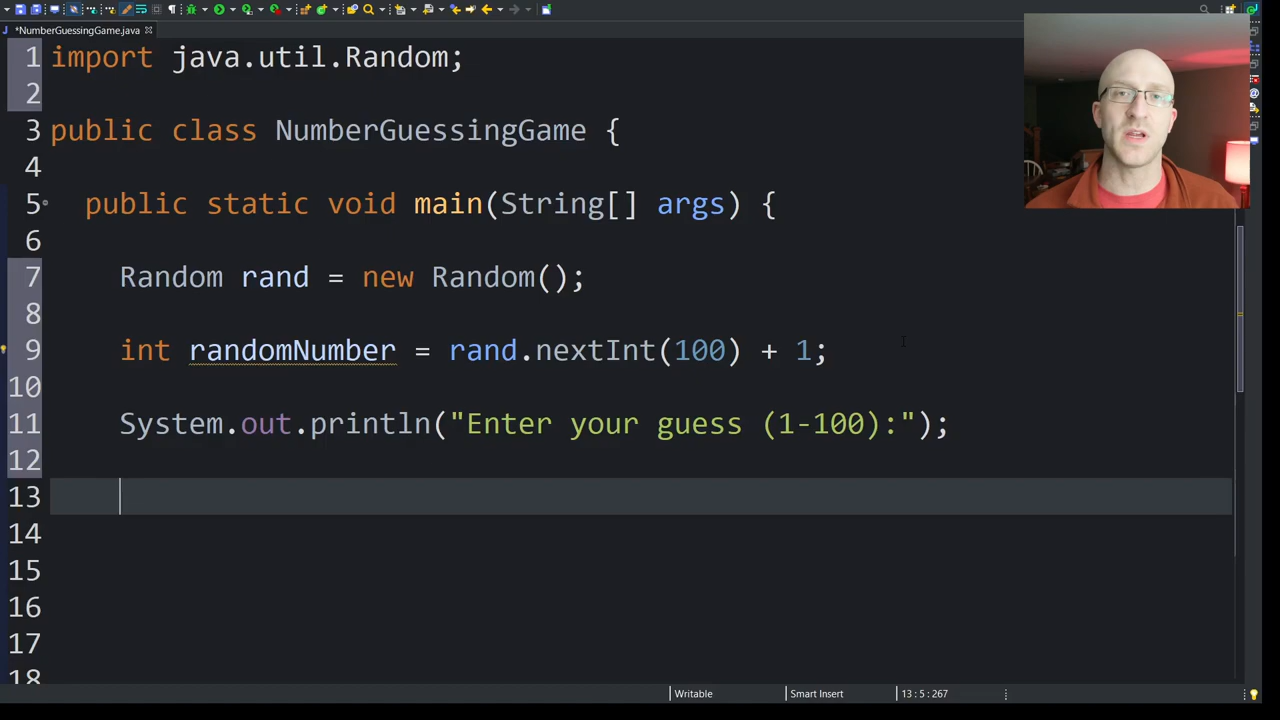 *NumberGuessingGame.java
1 import java.util.Random;
2
3 public class NumberGuessingGame {
4
5 public static void main(String[] args) {
6
7 Random rand = new Random();
8
9 int randomNumber = rand.nextInt(100) + 1;
10
11 System.out.println("Enter your guess (1-100):");
12
13
14
15
16
17
18
Writable Smart Insert 13 : 5 : 267